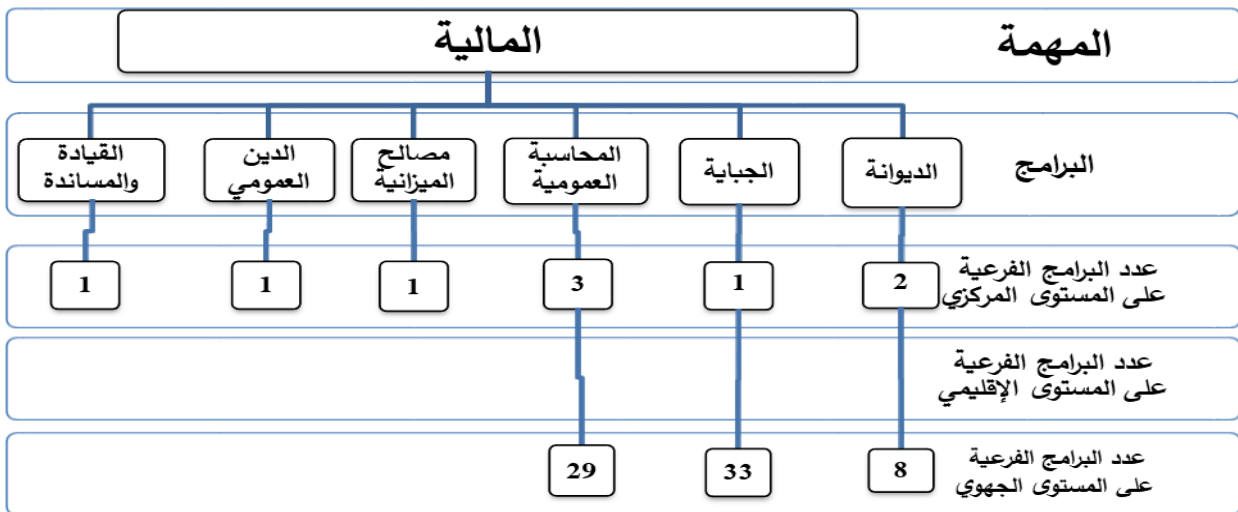 المهمة
المالية
البرامج
الديوانة
الجباية
المحاسبة
العمومية
مصالح
الميزانية
الدين
العمومي
القيادة
والمساندة
عدد البرامج الفرعية
على المستوى المركزي
2
1
3
1
1
1
عدد البرامج الفرعية
على المستوى الإقليمي
عدد البرامج الفرعية
على المستوى الجهوي
8
33
29